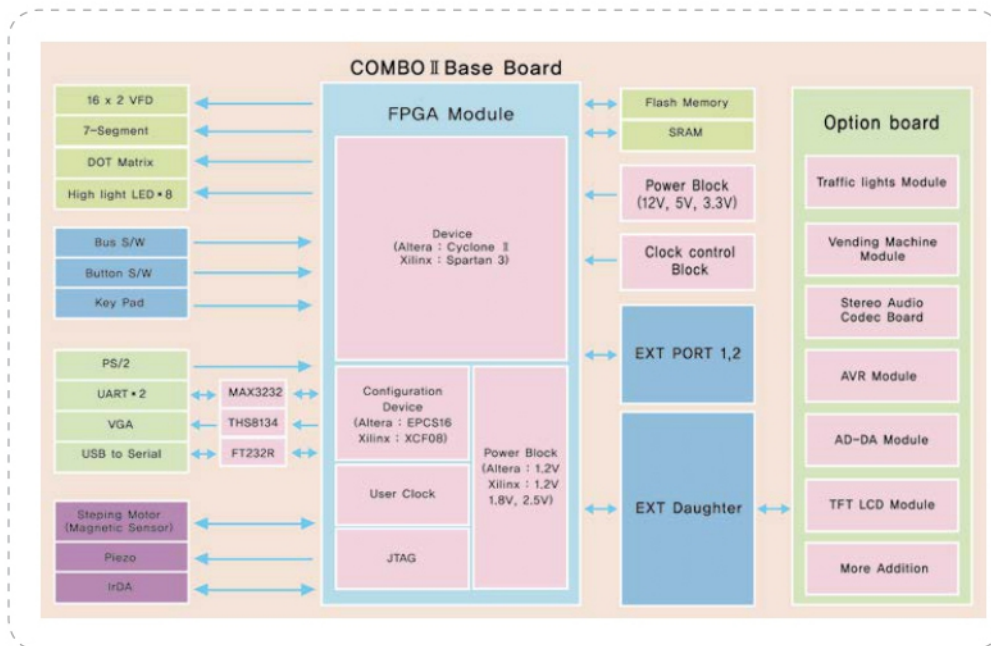 COMBO Ⅱ Base Board
16 x 2 VFD
7-Segment
DOT Matrix
High light LED*8
Bus S/W
Button S/W
Key Pad
PS/2
UART*2
VGA
USB to Serial
MAX3232
THS8134
FT232R
Steping Motor
(Magnetic Sensor)
Piezo
IrDA
FPGA Module
Device
(Altera : Cyclone Ⅱ
Xilinx : Spartan 3)
Configuration
Device
(Altera : EPCS16
Xilinx : XCF08)
User Clock
JTAG
Power Block
(Altera : 1.2V
Xilinx : 1.2V
1.8V, 2.5V)
Flash Memory
SRAM
Power Block
(12V, 5V, 3.3V)
Clock control
Block
EXT PORT 1,2
EXT Daughter
Option board
Traffic lights Module
Vending Machine
Module
Stereo Audio
Codec Board
AVR Module
AD-DA Module
TFT LCD Module
More Addition